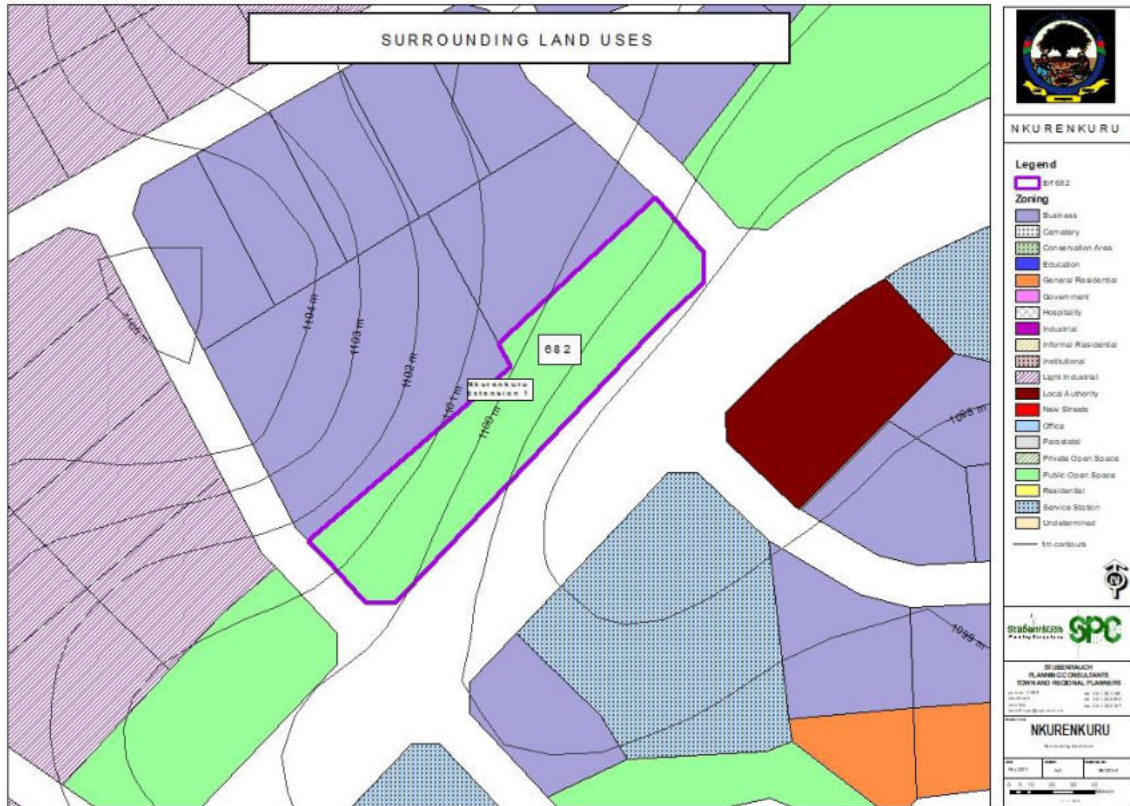 SURROUNDING LAND USES
1104 m
1103 m
1102 m
1101 m
1100 m
682
Nkurenkuru
Extension 1
1099 m
NKURENKURU
Legend
Erf 682
Zoning
Business
Cemetery
Conservation Area
Education
General Residential
Government
Hospitality
Industrial
Informal Residential
Institutional
Light Industrial
Local Authority
New Streets
Office
Parastatal
Private Open Space
Public Open Space
Residential
Service Station
Undetermined
1m contours
N
Stubenrauch
Planning Consultants
SPC
STUBENRAUCH
PLANNING CONSULTANTS
TOWN AND REGIONAL PLANNERS
NKURENKURU